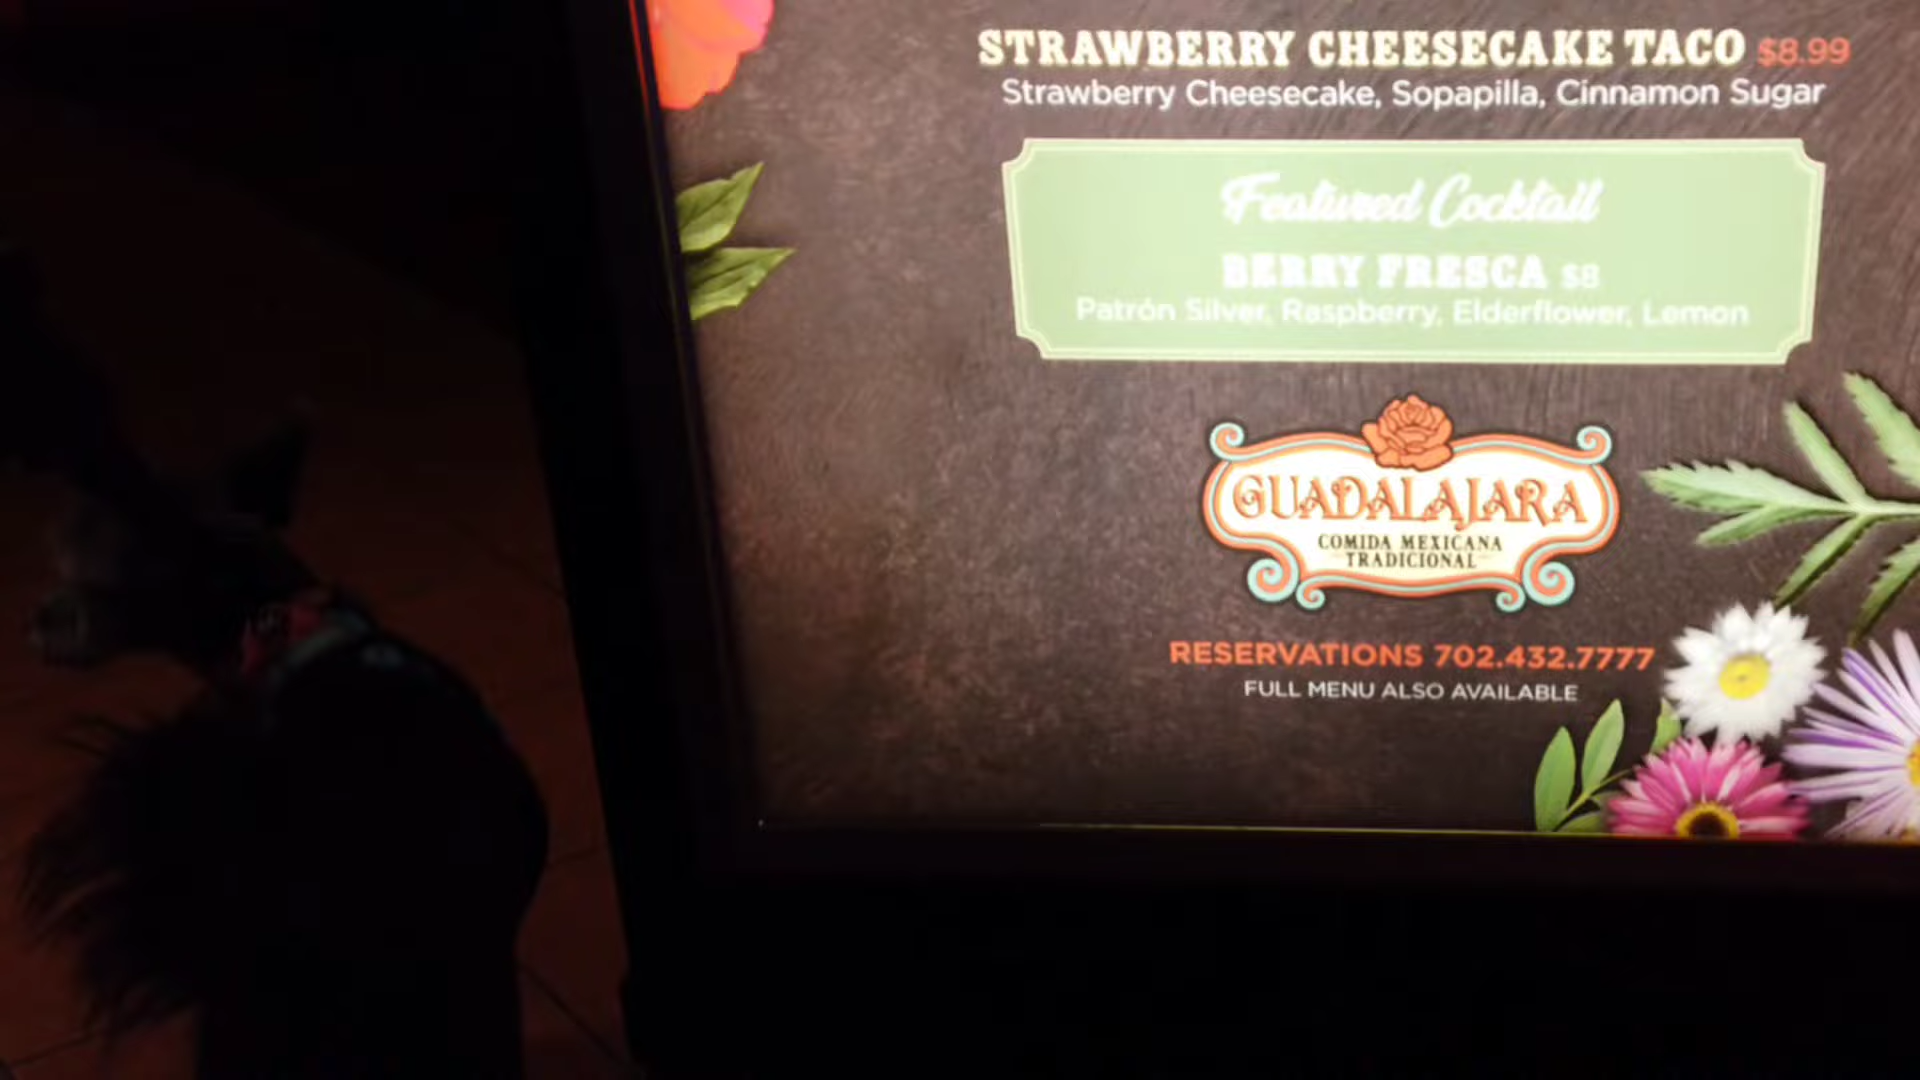 STRAWBERRY CHEESECAKE TACO $8.99
Strawberry Cheesecake, Sopapilla, Cinnamon Sugar
Featured Cocktail
BERRY FRESCA $8
Patrón Silver, Raspberry, Elderflower, Lemon
GUADALAJARA
COMIDA MEXICANA
TRADICIONAL
RESERVATIONS 702.432.7777
FULL MENU ALSO AVAILABLE